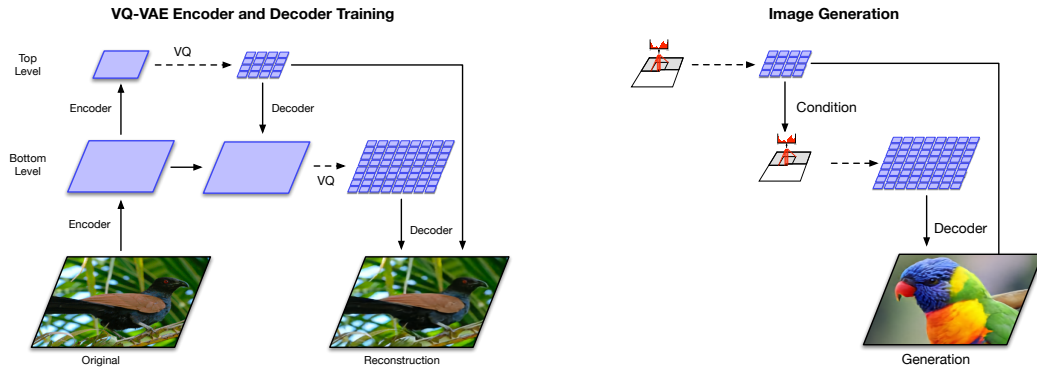 VQ-VAE Encoder and Decoder Training
Image Generation
Top
Level
VQ
Encoder
Decoder
Condition
Bottom
Level
VQ
Encoder
Decoder
Decoder
Original
Reconstruction
Generation